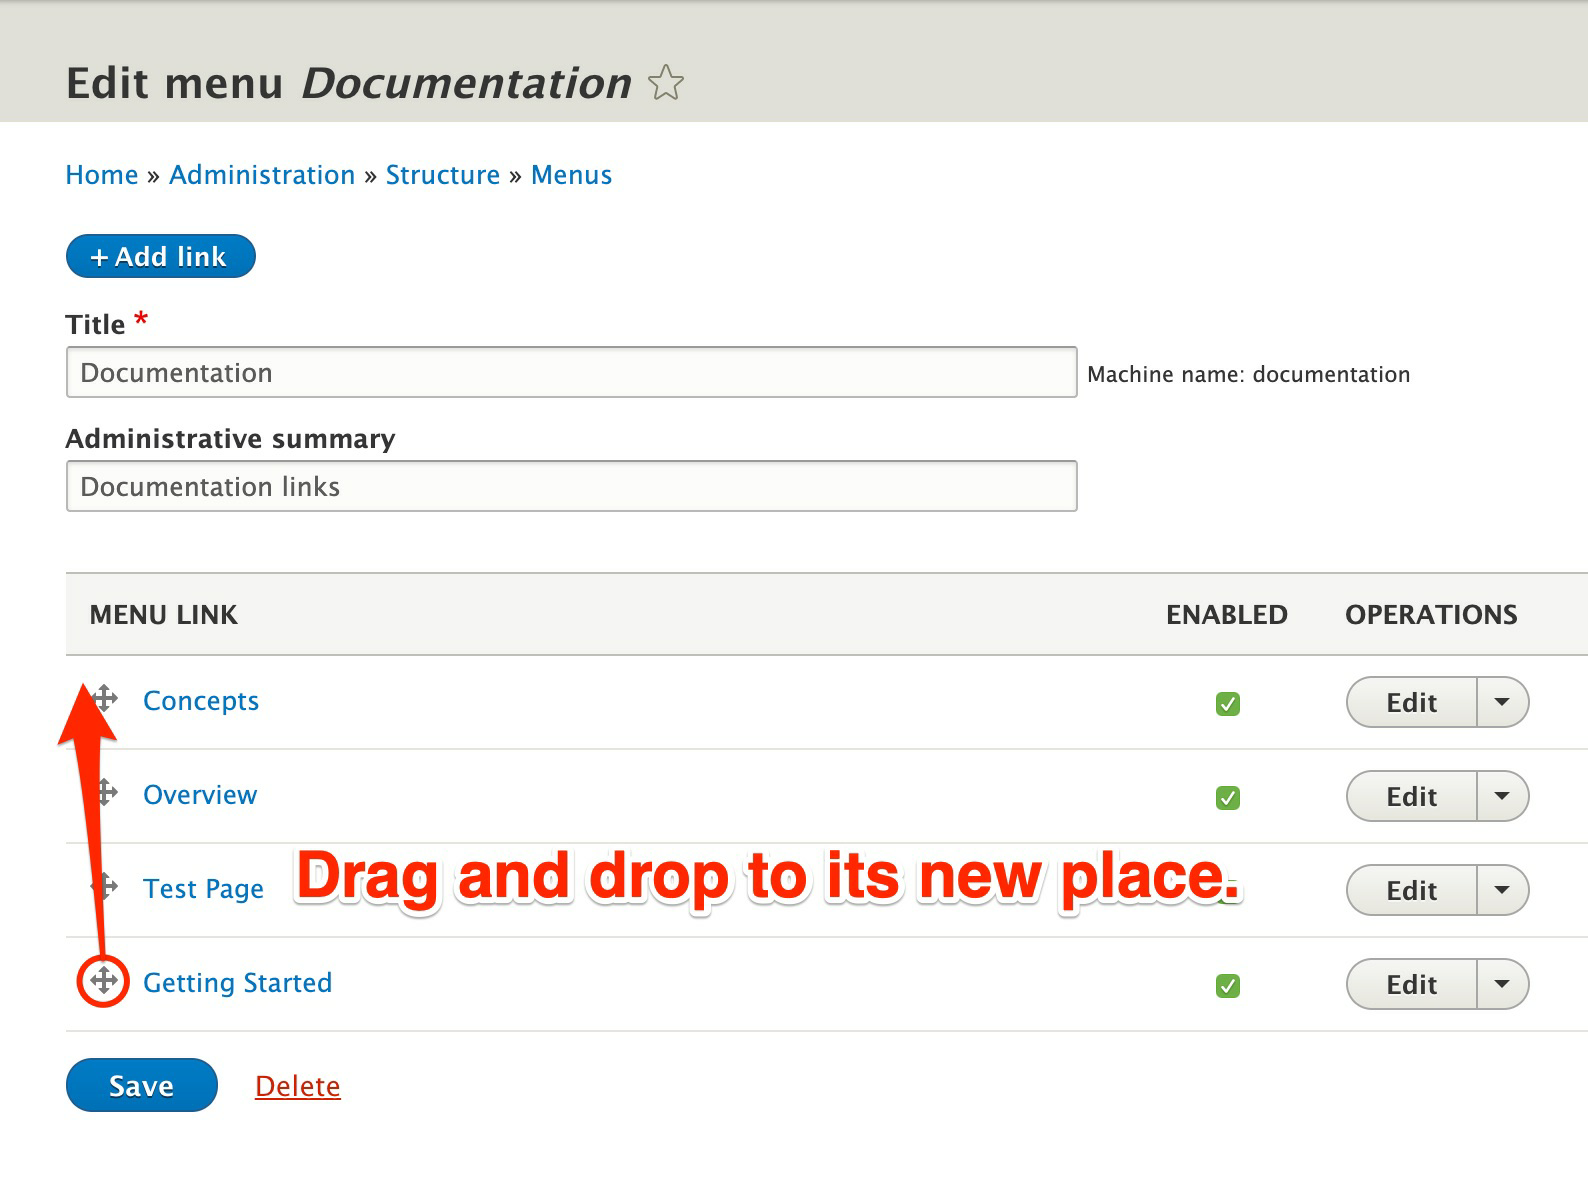 Edit menu Documentation
Home » Administration » Structure » Menus
+ Add link
Title *
Documentation
Machine name: documentation
Administrative summary
Documentation links
MENU LINK ENABLED OPERATIONS
Concepts Edit
Overview Edit
Test Page Drag and drop to its new place. Edit
Getting Started Edit
Save Delete